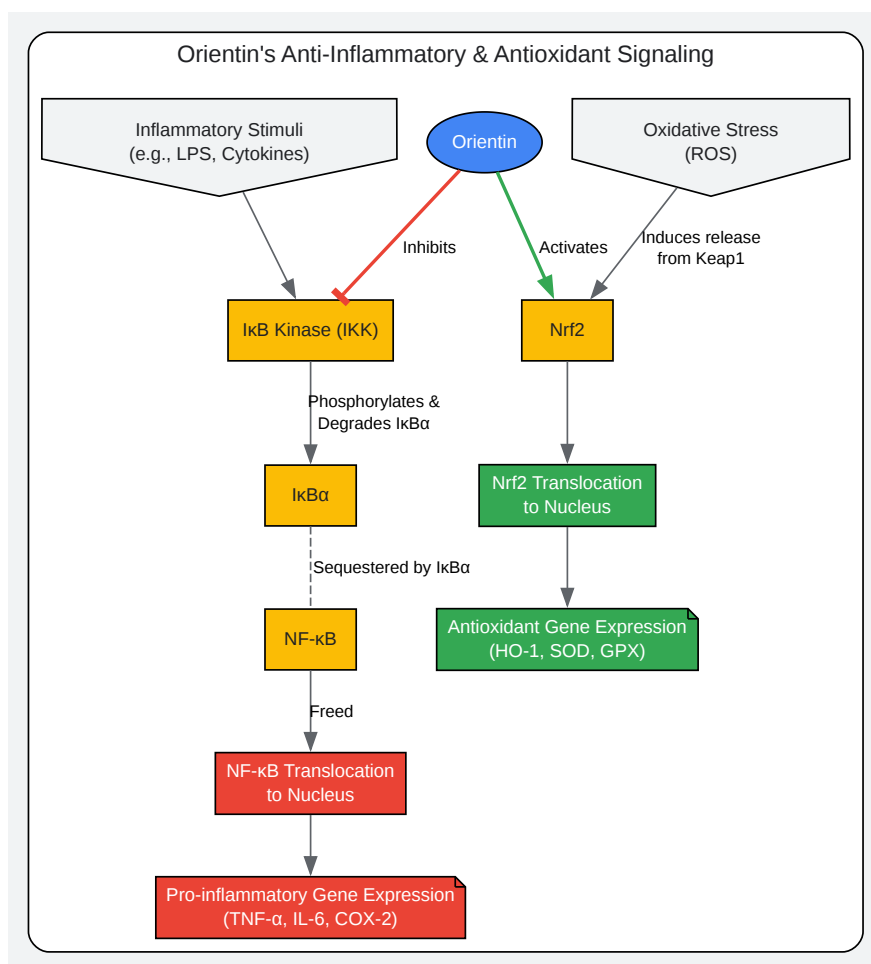 Orientin's Anti-Inflammatory & Antioxidant Signaling
Inflammatory Stimuli
(e.g., LPS, Cytokines)
Orientin
Oxidative Stress
(ROS)
Inhibits
Activates
Induces release
from Keap1
IκB Kinase (IKK)
Nrf2
Phosphorylates &
Degrades IκBα
IκBα
Nrf2 Translocation
to Nucleus
Sequestered by IκBα
NF-κB
Antioxidant Gene Expression
(HO-1, SOD, GPX)
Freed
NF-κB Translocation
to Nucleus
Pro-inflammatory Gene Expression
(TNF-α, IL-6, COX-2)